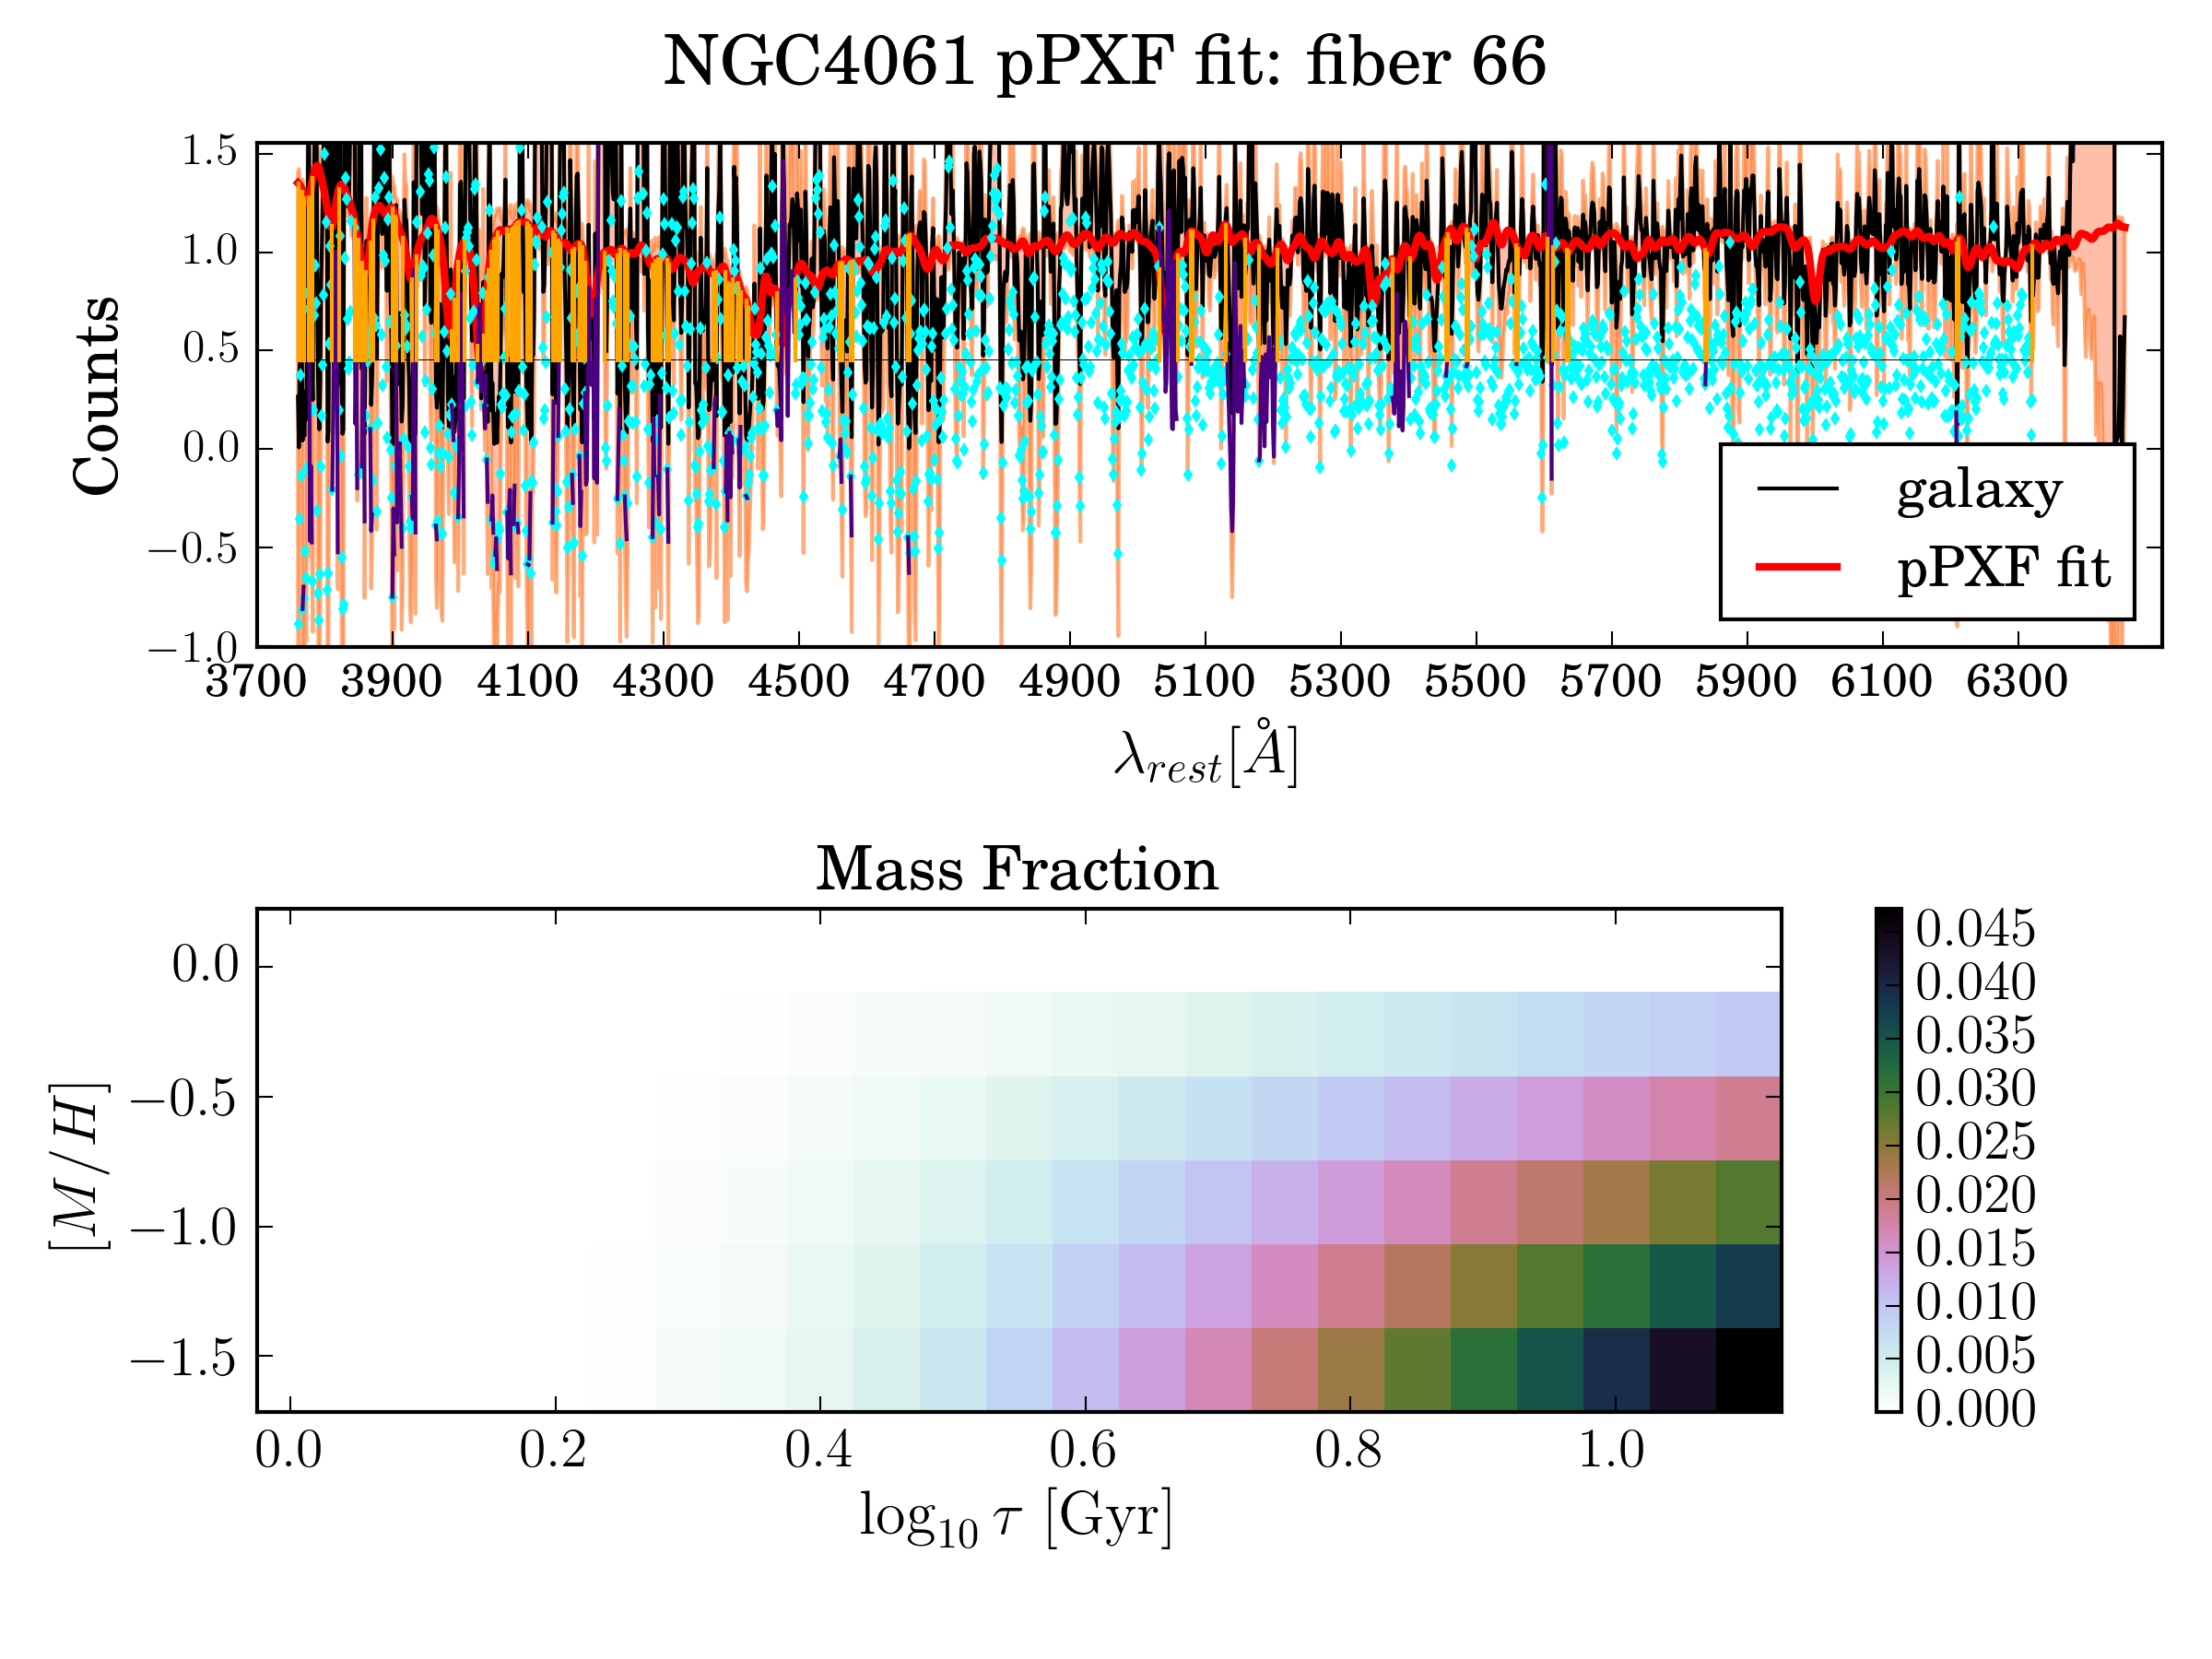 NGC4061 pPXF fit: fiber 66
1.5
1.0
0.5
0.0
−0.5
−1.0
Counts
galaxy
pPXF fit
3700 3900 4100 4300 4500 4700 4900 5100 5300 5500 5700 5900 6100 6300
λrest[Å]
Mass Fraction
0.0
−0.5
−1.0
−1.5
[M/H]
0.045
0.040
0.035
0.030
0.025
0.020
0.015
0.010
0.005
0.000
0.0 0.2 0.4 0.6 0.8 1.0
log10 τ [Gyr]